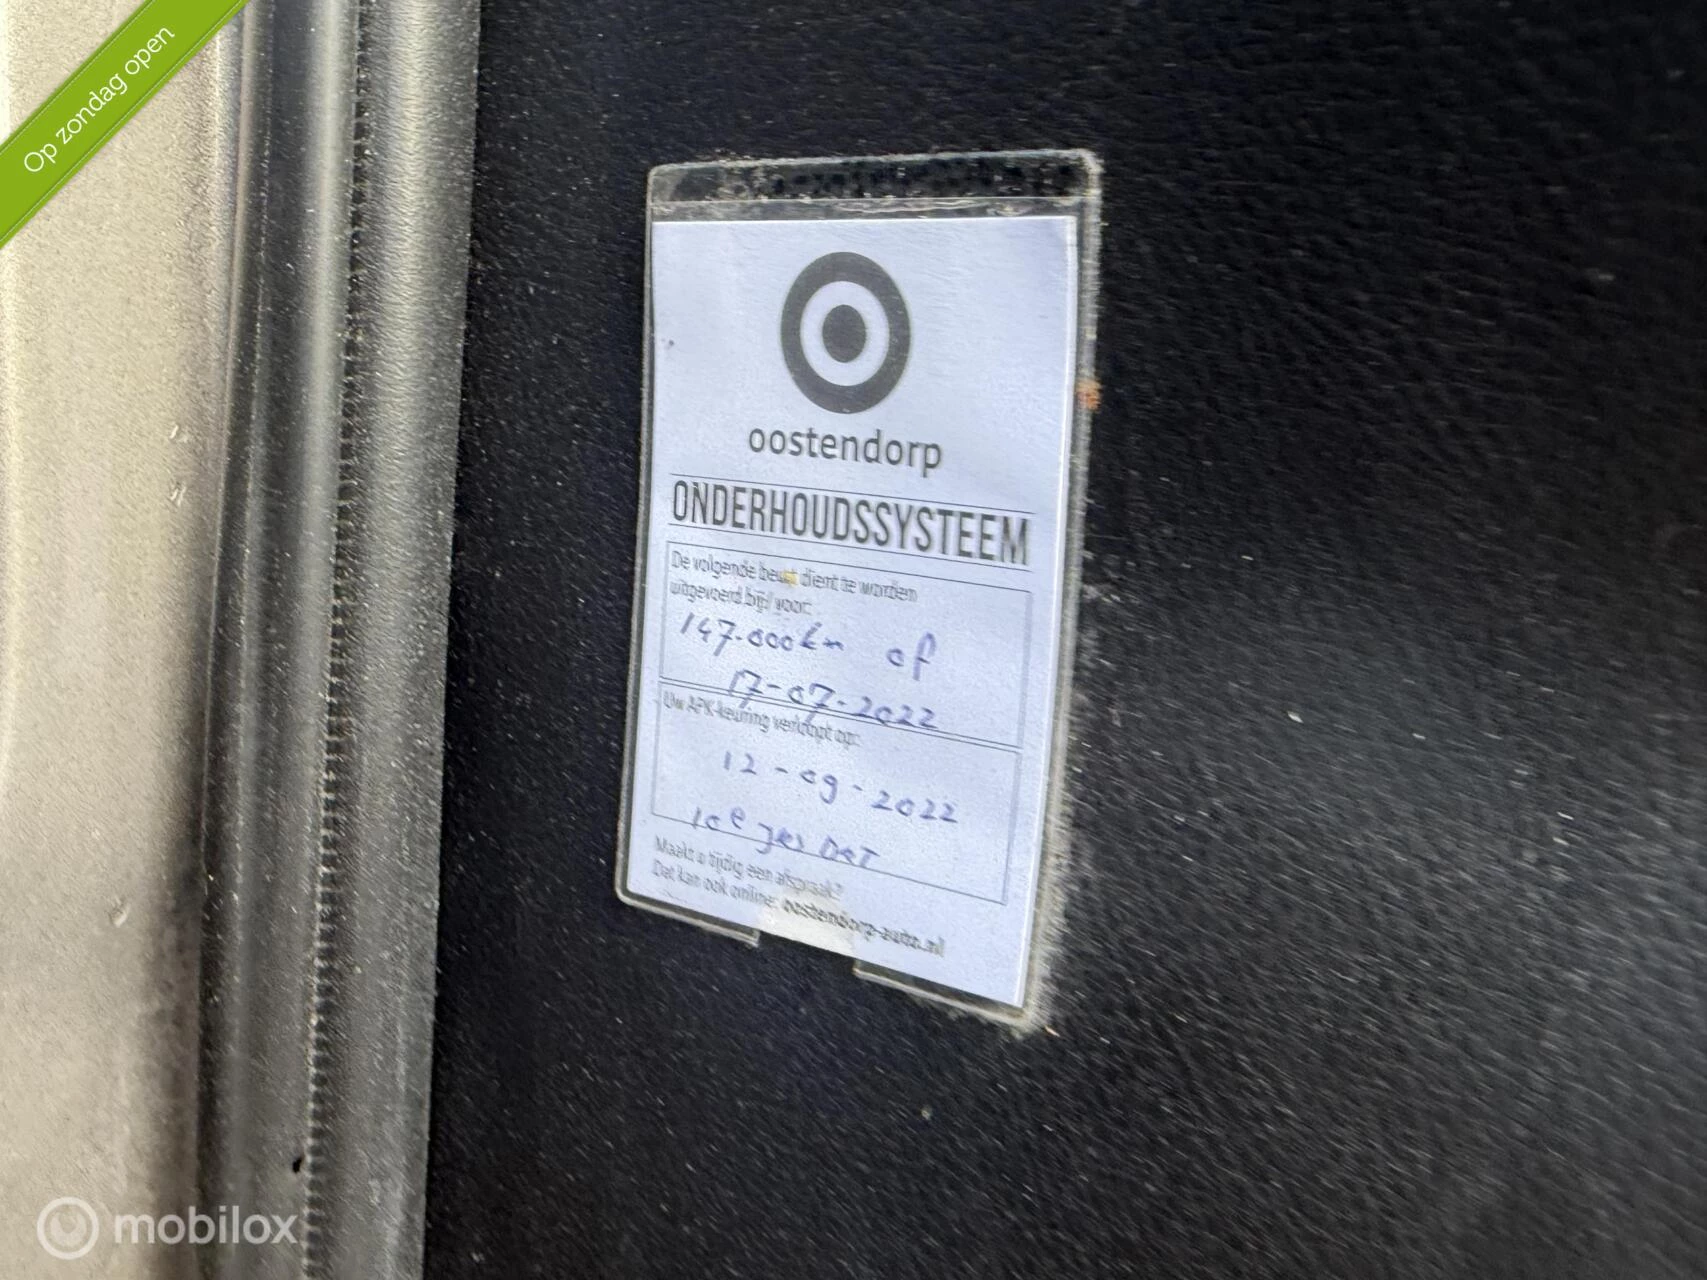 Op zondag open
oostendorp
ONDERHOUDSSYSTEEM
De volgende beurt dient te worden
uitgevoerd bij/ voor:
147.000km of
17-07-2022
Uw APK-keuring verloopt op:
12-09-2022
10e
Maakt u tijdig een afspraak?
Dat kan ook online: oostendorp-auto.nl
mobilox